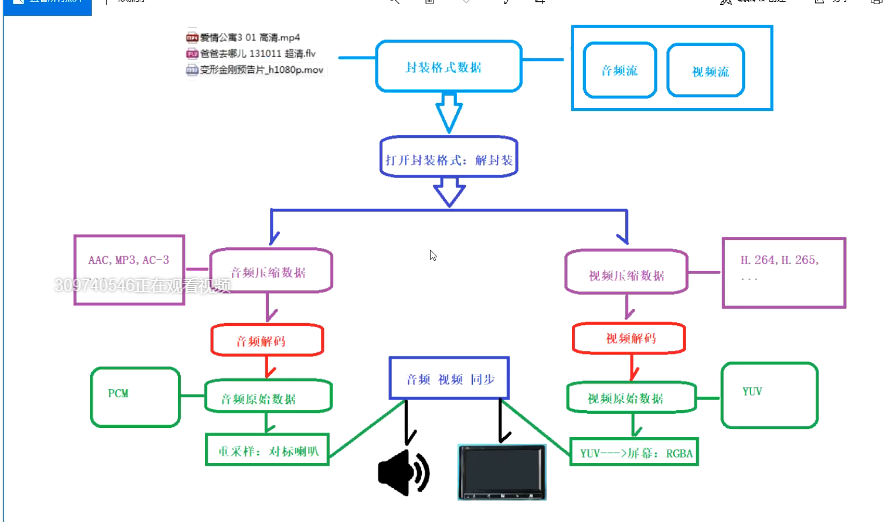 爱情公寓3 01 高清.mp4
爸爸去哪儿 131011 超清.flv
变形金刚预告片_h1080p.mov
封装格式数据
音频流
视频流
打开封装格式: 解封装
AAC,MP3,AC-3
音频压缩数据
视频压缩数据
H.264,H.265,
...
309740546正在观看视频
音频解码
视频解码
音频 视频 同步
PCM
音频原始数据
视频原始数据
YUV
重采样: 对标喇叭
YUV--->屏幕: RGBA